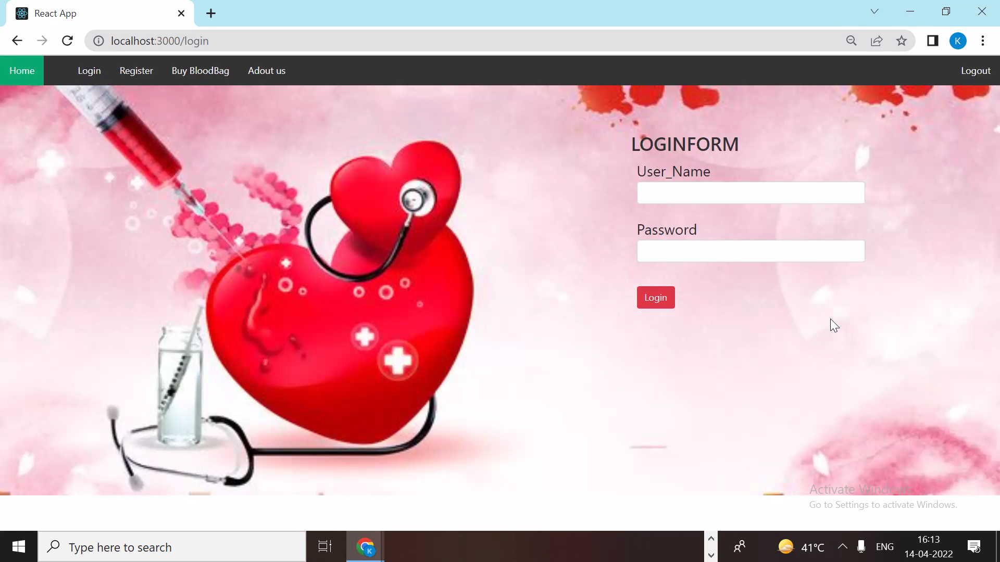 React App
localhost:3000/login
K
Home Login Register Buy BloodBag Adout us Logout
LOGINFORM
User_Name
Password
Login
Activate Windows
Go to Settings to activate Windows.
Type here to search
K
41°C
ENG
16:13
14-04-2022